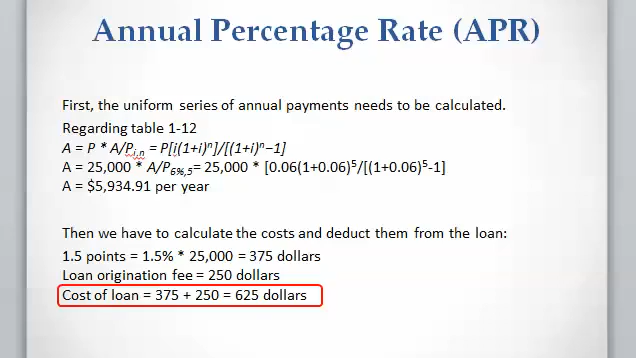 Annual Percentage Rate (APR)
First, the uniform series of annual payments needs to be calculated.
Regarding table 1-12
A = P * A/Pi,n = P[i(1+i)ⁿ]/[(1+i)ⁿ−1]
A = 25,000 * A/P6%,5= 25,000 * [0.06(1+0.06)⁵/[(1+0.06)⁵-1]
A = $5,934.91 per year
Then we have to calculate the costs and deduct them from the loan:
1.5 points = 1.5% * 25,000 = 375 dollars
Loan origination fee = 250 dollars
Cost of loan = 375 + 250 = 625 dollars